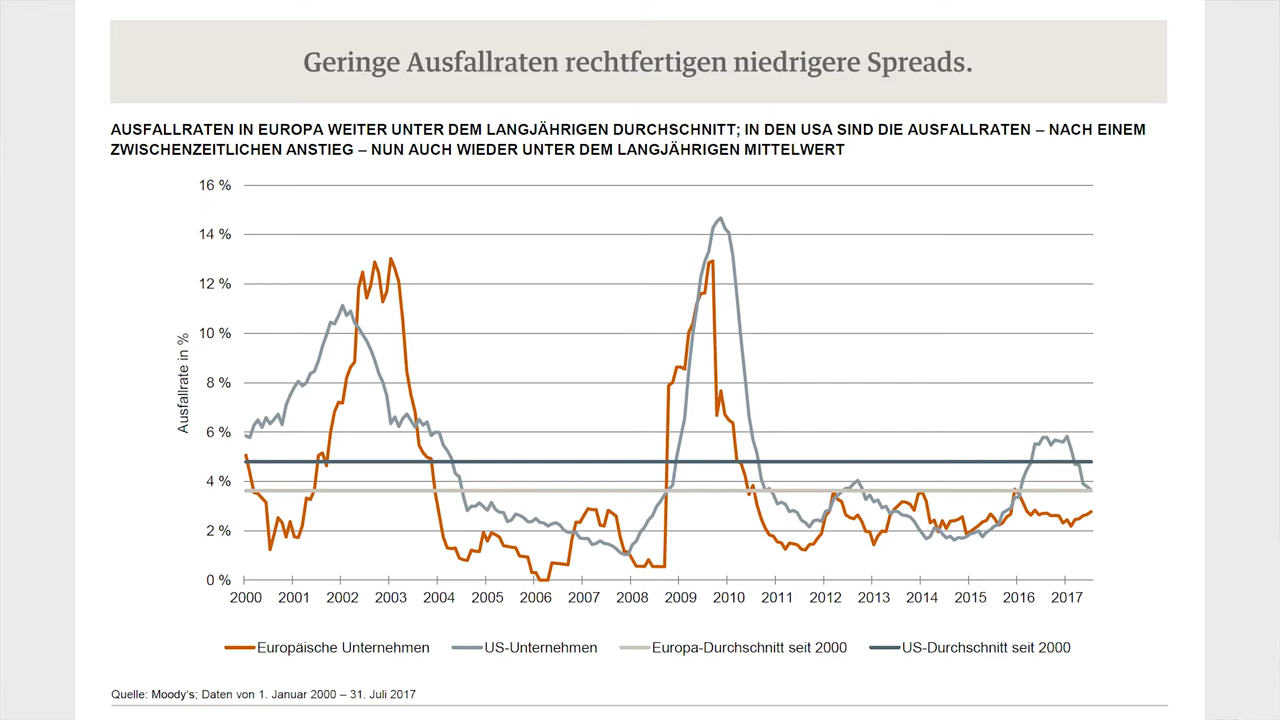 Geringe Ausfallraten rechtfertigen niedrigere Spreads.
AUSFALLRATEN IN EUROPA WEITER UNTER DEM LANGJÄHRIGEN DURCHSCHNITT; IN DEN USA SIND DIE AUSFALLRATEN – NACH EINEM
ZWISCHENZEITLICHEN ANSTIEG – NUN AUCH WIEDER UNTER DEM LANGJÄHRIGEN MITTELWERT
16 %
14 %
12 %
10 %
8 %
6 %
4 %
2 %
0 %
Ausfallrate in %
2000 2001 2002 2003 2004 2005 2006 2007 2008 2009 2010 2011 2012 2013 2014 2015 2016 2017
Europäische Unternehmen US-Unternehmen Europa-Durchschnitt seit 2000 US-Durchschnitt seit 2000
Quelle: Moody's; Daten von 1. Januar 2000 – 31. Juli 2017